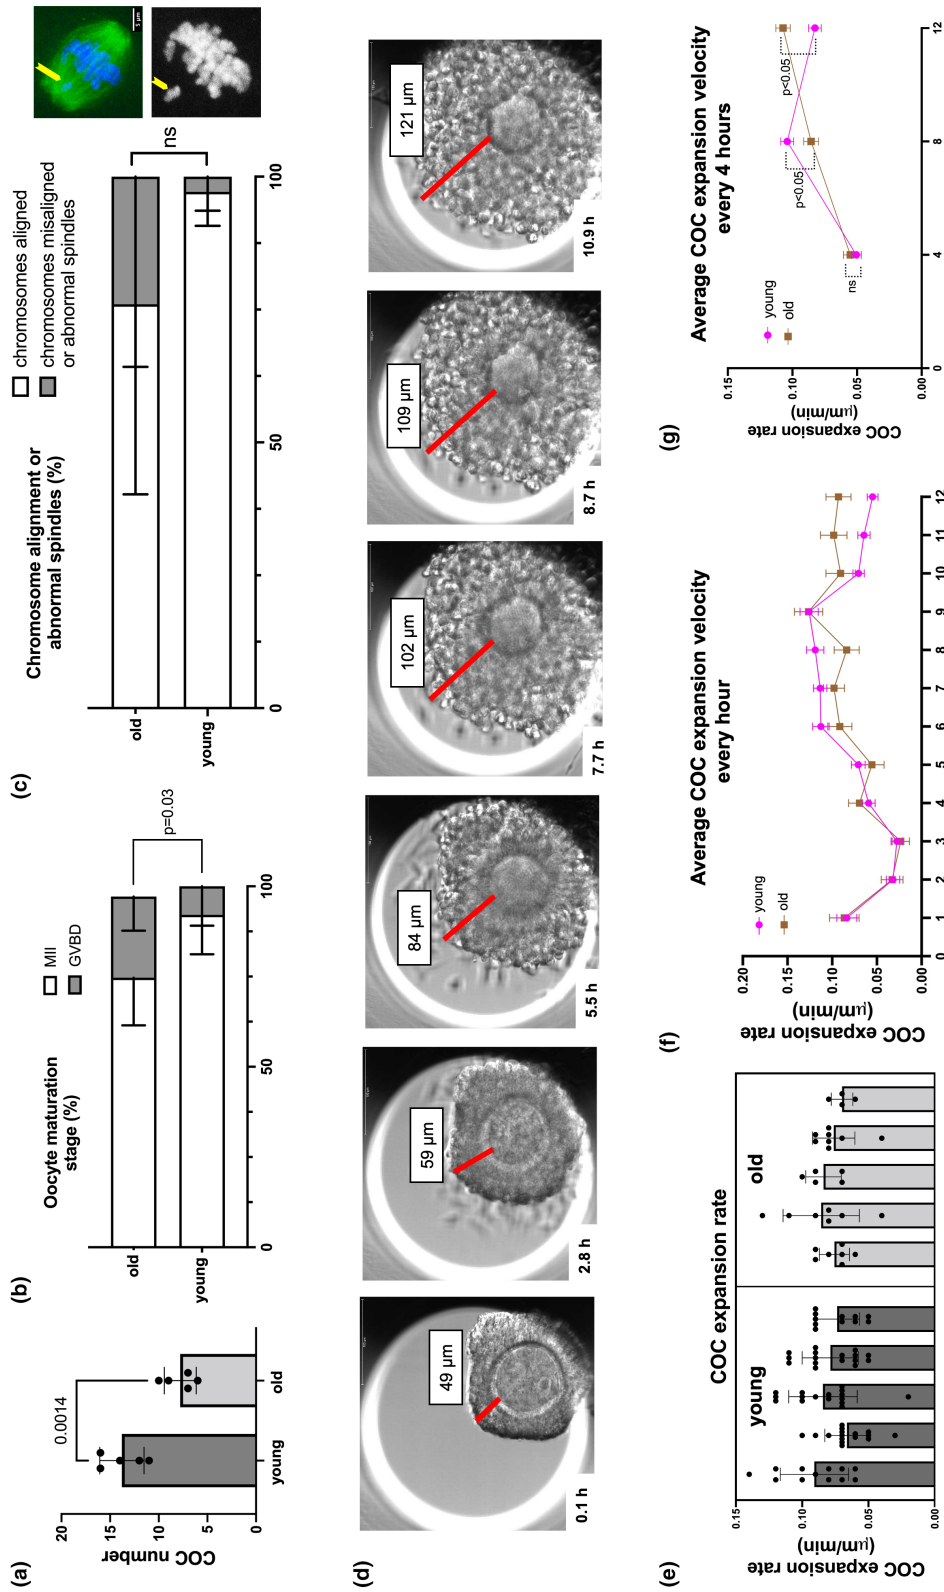 (a)
COC number
20
15
10
5
0
0.0014
young
old
(b)
Oocyte maturation
stage (%)
MII
GVBD
old
young
p=0.03
0
50
100
(c)
Chromosome alignment or
abnormal spindles (%)
chromosomes aligned
chromosomes misaligned
or abnormal spindles
old
young
ns
0
50
100
5 μm
(d)
49 μm
0.1 h
59 μm
2.8 h
84 μm
5.5 h
102 μm
7.7 h
109 μm
8.7 h
121 μm
10.9 h
(e)
COC expansion rate
young
old
COC expansion rate
(μm/min)
0.15
0.10
0.05
0.00
(f)
Average COC expansion velocity
every hour
young
old
COC expansion rate
(μm/min)
0.20
0.15
0.10
0.05
0.00
0 1 2 3 4 5 6 7 8 9 10 11 12
(g)
Average COC expansion velocity
every 4 hours
young
old
COC expansion rate
(μm/min)
0.15
0.10
0.05
0.00
ns
p<0.05
p<0.05
0 4 8 12